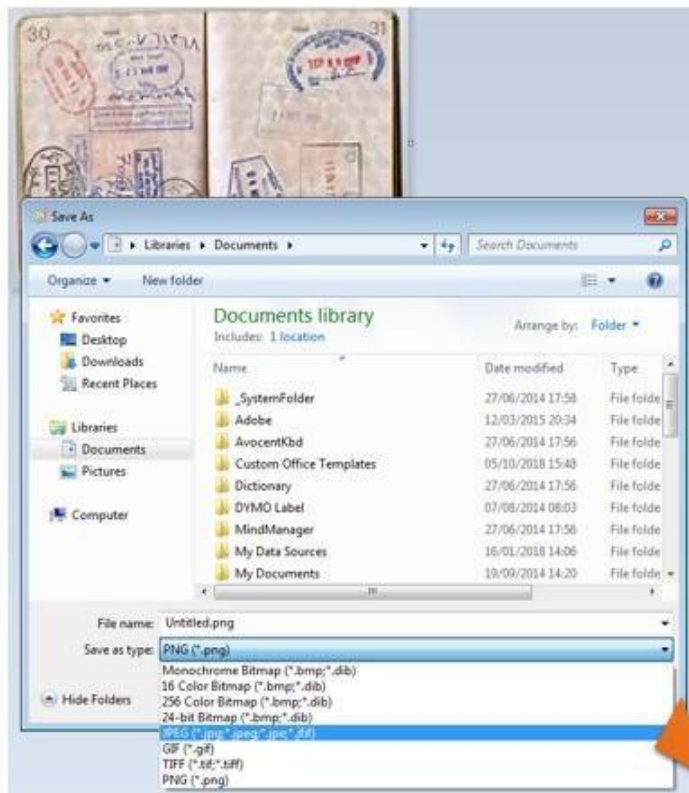 30
31
Save As
Libraries ▸ Documents ▸
Search Documents
Organize
New folder
Favorites
Desktop
Downloads
Recent Places
Libraries
Documents
Pictures
Computer
Documents library
Includes: 1 location
Arrange by: Folder
Name Date modified Type
_SystemFolder 27/06/2014 17:58 File folde
Adobe 12/03/2015 20:34 File folde
AvocentKbd 27/06/2014 17:56 File folde
Custom Office Templates 05/10/2018 15:48 File folde
Dictionary 27/06/2014 17:56 File folde
DYMO Label 07/08/2014 08:03 File folde
MindManager 27/06/2014 17:56 File folde
My Data Sources 16/01/2018 14:06 File folde
My Documents 19/09/2014 14:20 File folde
File name: Untitled.png
Save as type: PNG (*.png)
Monochrome Bitmap (*.bmp;*.dib)
16 Color Bitmap (*.bmp;*.dib)
256 Color Bitmap (*.bmp;*.dib)
24-bit Bitmap (*.bmp;*.dib)
JPEG (*.jpg;*.jpeg;*.jpe;*.jfif)
GIF (*.gif)
TIFF (*.tif;*.tiff)
PNG (*.png)
Hide Folders